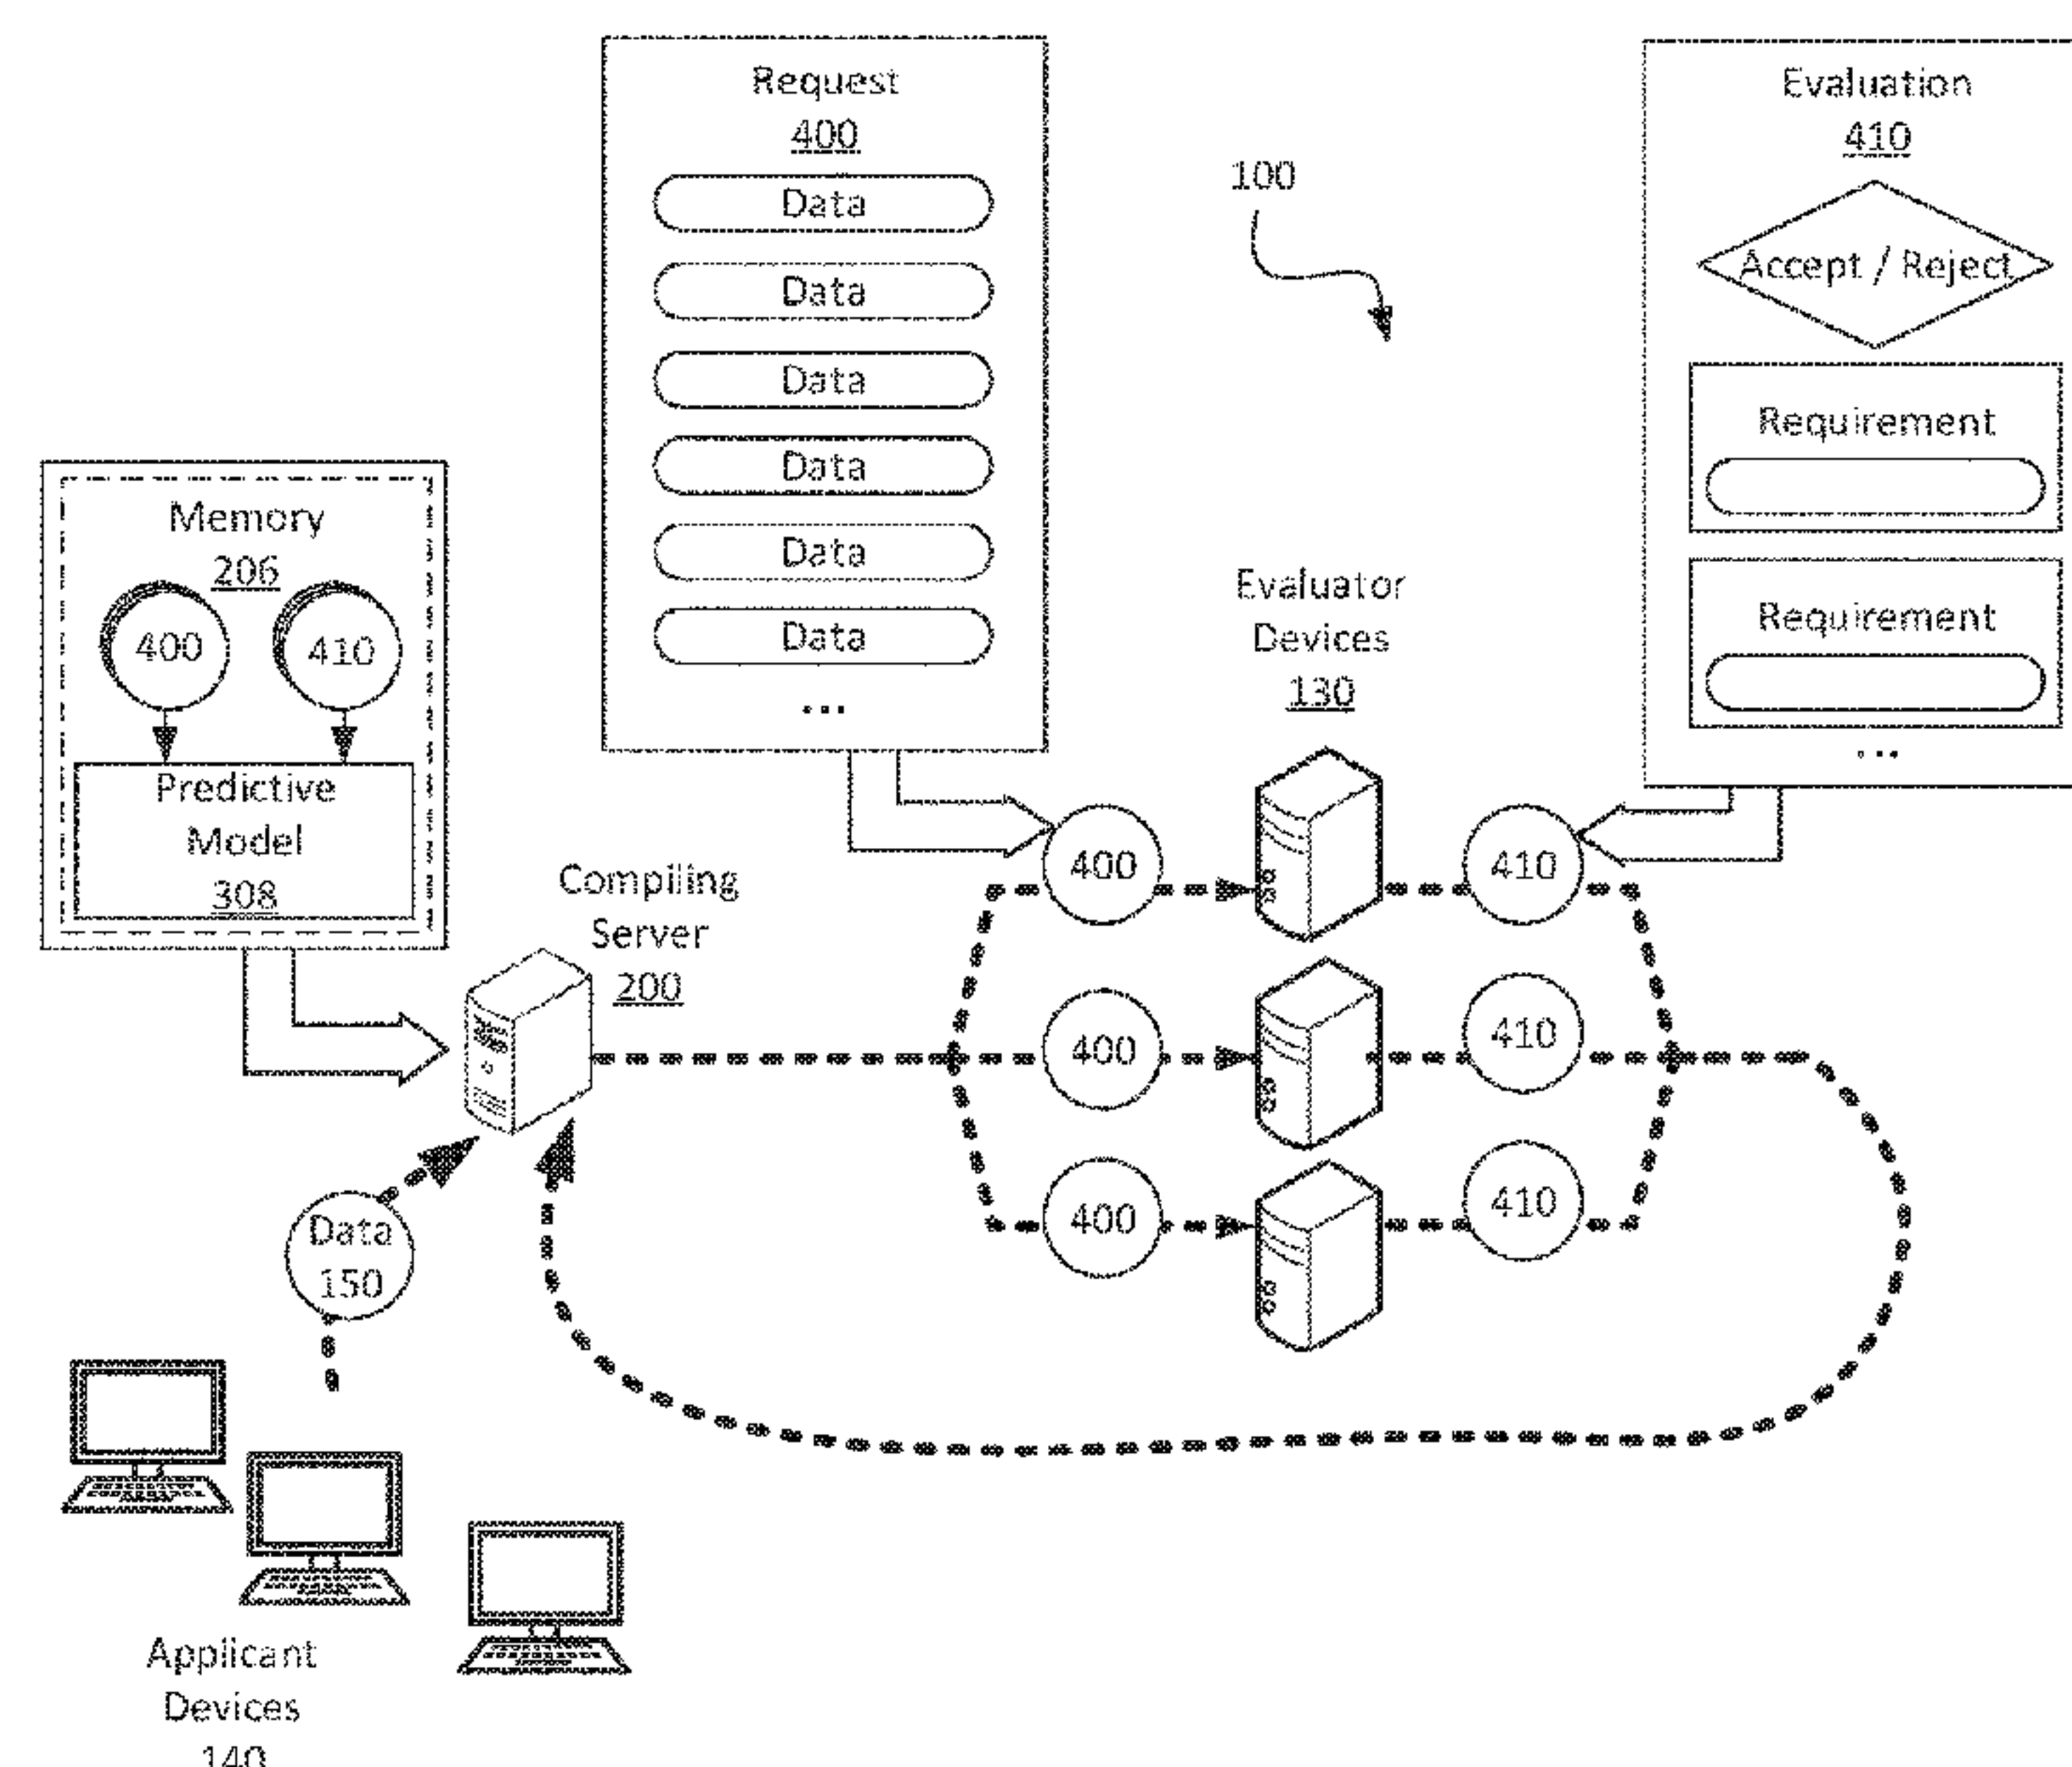 Request
400
Data
Data
Data
Data
Data
Data
...
100
Evaluation
410
Accept / Reject
Requirement
Requirement
...
Memory
206
400
410
Predictive
Model
308
Evaluator
Devices
130
Compiling
Server
200
400
410
400
410
400
410
Data
150
Applicant
Devices
140